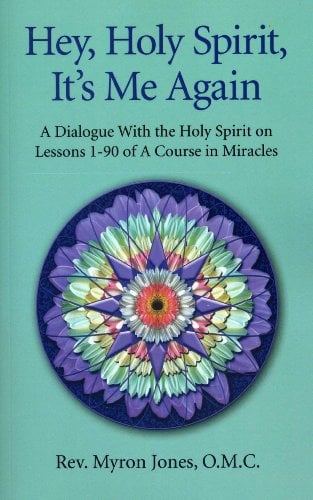 Hey, Holy Spirit,
It's Me Again
A Dialogue With the Holy Spirit on
Lessons 1-90 of A Course in Miracles
Rev. Myron Jones, O.M.C.